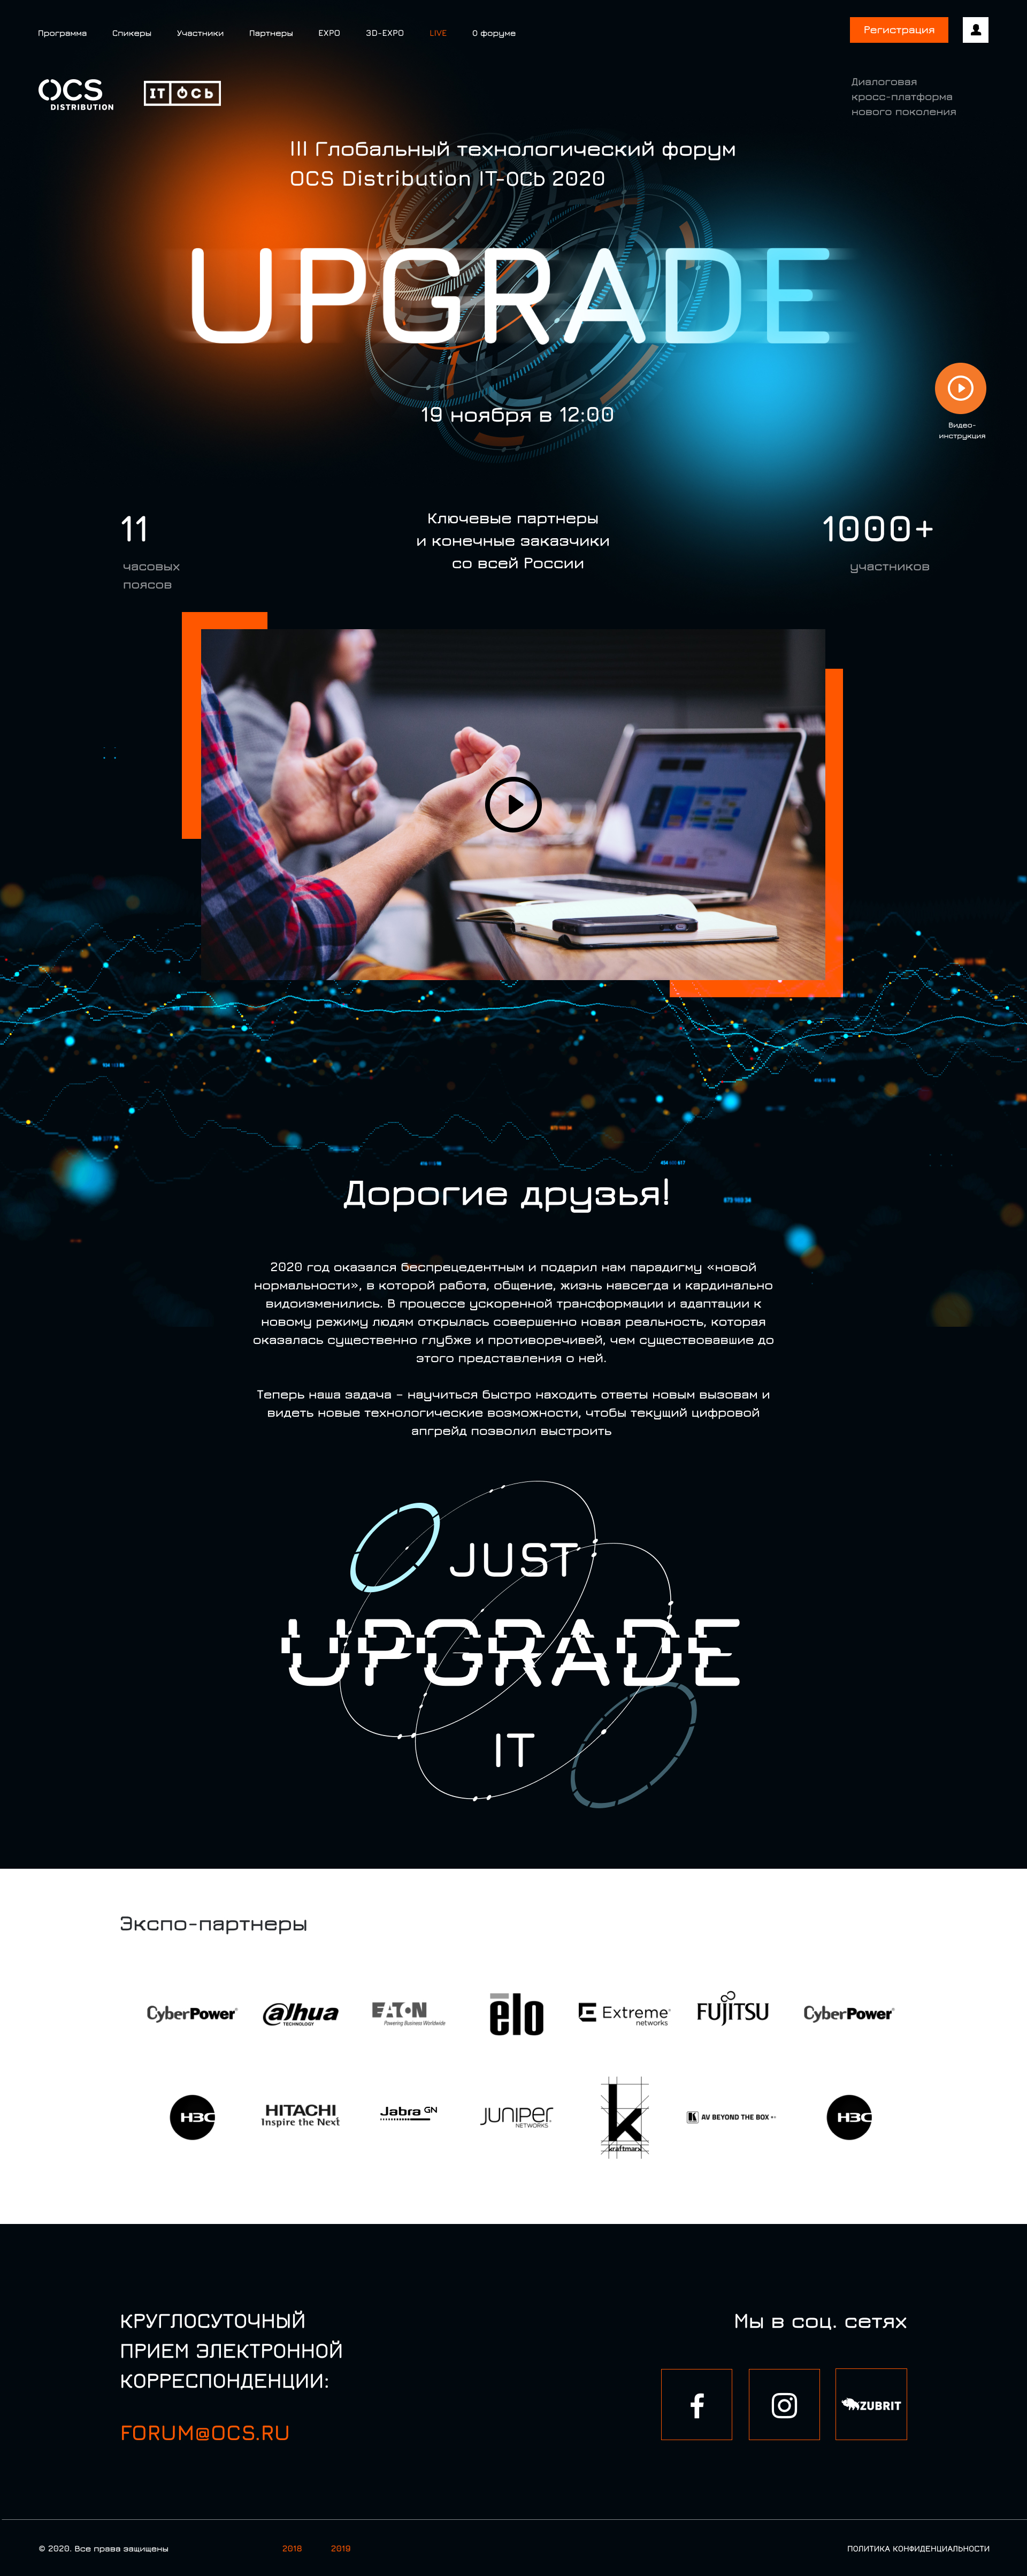 Программа Спикеры Участники Партнеры EXPO 3D-EXPO LIVE О форуме
Регистрация
OCS
DISTRIBUTION
IT ОСЬ
Диалоговая
кросс-платформа
нового поколения
III Глобальный технологический форум
OCS Distribution IT-ОСЬ 2020
UPGRADE
19 ноября в 12:00
Видео-
инструкция
11
часовых
поясов
Ключевые партнеры
и конечные заказчики
со всей России
1000+
участников
Дорогие друзья!
2020 год оказался беспрецедентным и подарил нам парадигму «новой
нормальности», в которой работа, общение, жизнь навсегда и кардинально
видоизменились. В процессе ускоренной трансформации и адаптации к
новому режиму людям открылась совершенно новая реальность, которая
оказалась существенно глубже и противоречивей, чем существовавшие до
этого представления о ней.
Теперь наша задача – научиться быстро находить ответы новым вызовам и
видеть новые технологические возможности, чтобы текущий цифровой
апгрейд позволил выстроить
JUST
UPGRADE
IT
Экспо-партнеры
CyberPower
alhua
TECHNOLOGY
EATON
Powering Business Worldwide
elo
Extreme
networks
FUJITSU
CyberPower
H3C
HITACHI
Inspire the Next
Jabra GN
JUNIPER
NETWORKS
k
kraftmark
AV BEYOND THE BOX
H3C
КРУГЛОСУТОЧНЫЙ
ПРИЕМ ЭЛЕКТРОННОЙ
КОРРЕСПОНДЕНЦИИ:
FORUM@OCS.RU
Мы в соц. сетях
IZUBRIT
© 2020. Все права защищены
2018 2019
ПОЛИТИКА КОНФИДЕНЦИАЛЬНОСТИ